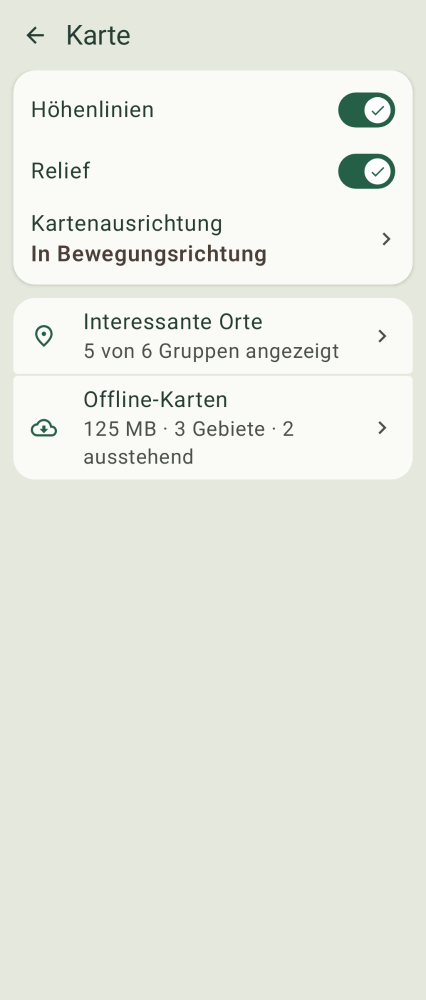 Karte
Höhenlinien
Relief
Kartenausrichtung
In Bewegungsrichtung
Interessante Orte
5 von 6 Gruppen angezeigt
Offline-Karten
125 MB · 3 Gebiete · 2
ausstehend